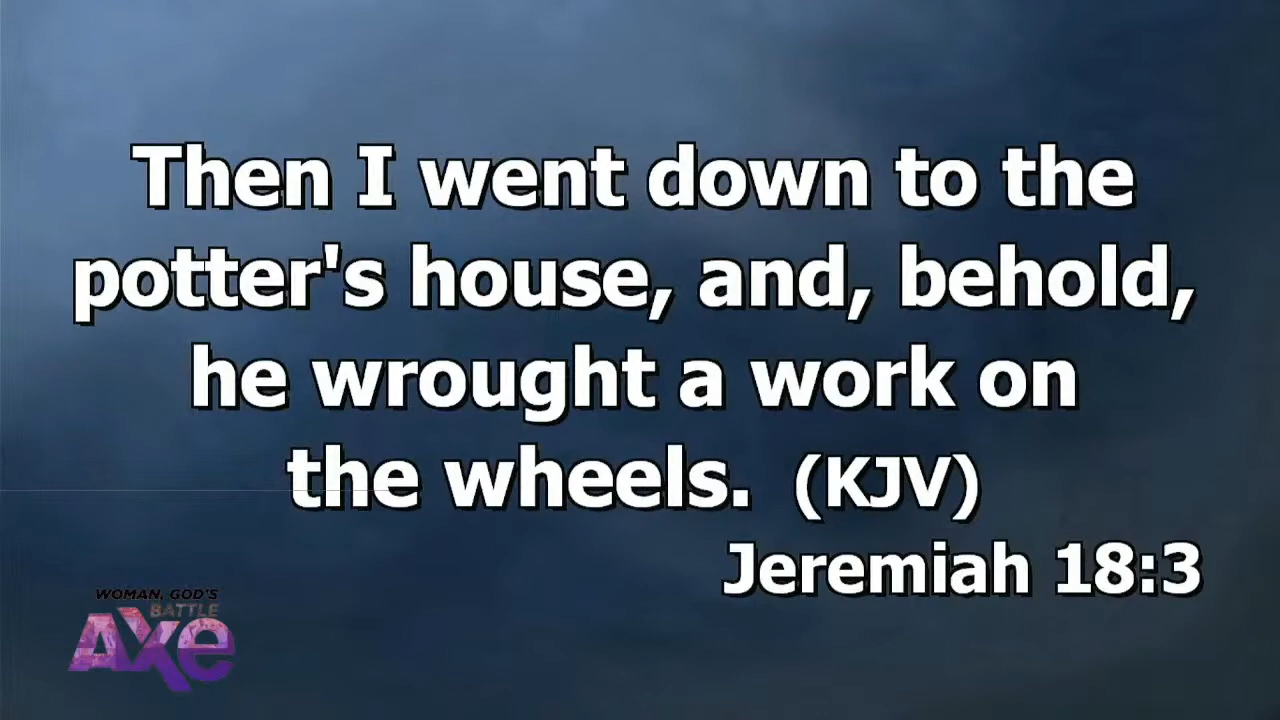 Then I went down to the
potter's house, and, behold,
he wrought a work on
the wheels. (KJV)
Jeremiah 18:3
WOMAN, GOD'S
BATTLE
AXe